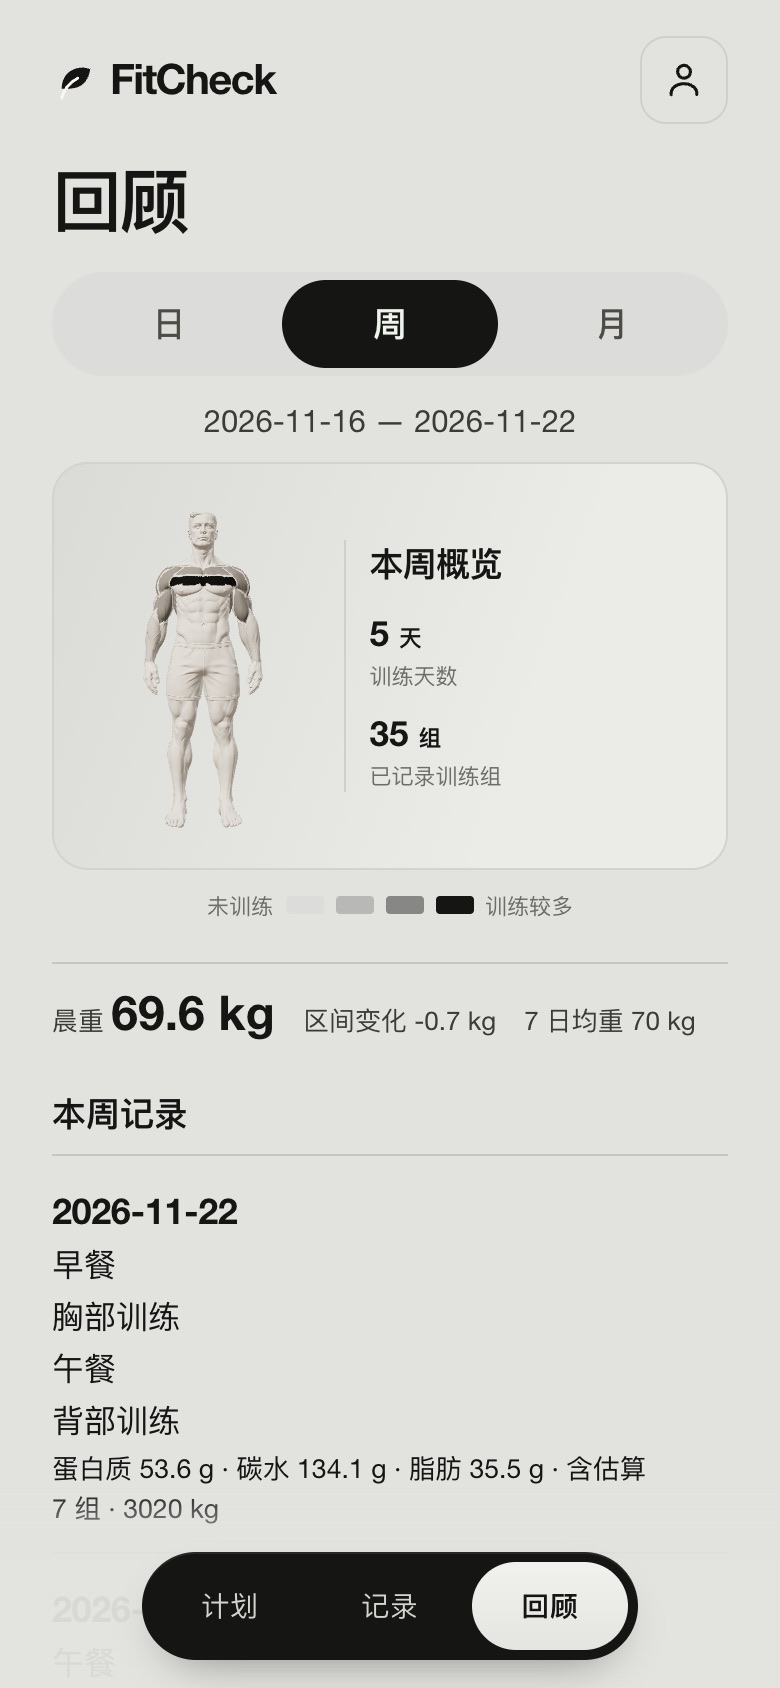 FitCheck
回顾
日 周 月
2026-11-16 — 2026-11-22
本周概览
5 天
训练天数
35 组
已记录训练组
未训练 训练较多
晨重 69.6 kg 区间变化 -0.7 kg 7 日均重 70 kg
本周记录
2026-11-22
早餐
胸部训练
午餐
背部训练
蛋白质 53.6 g · 碳水 134.1 g · 脂肪 35.5 g · 含估算
7 组 · 3020 kg
2026-
午餐
计划 记录 回顾